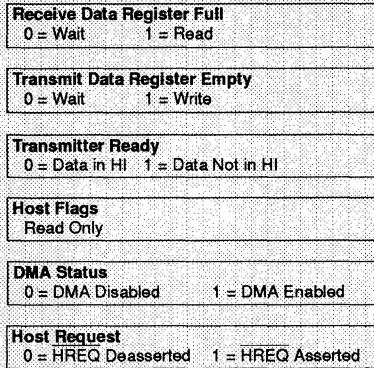 Receive Data Register Full
0 = Wait 1 = Read
Transmit Data Register Empty
0 = Wait 1 = Write
Transmitter Ready
0 = Data in HI 1 = Data Not in HI
Host Flags
Read Only
DMA Status
0 = DMA Disabled 1 = DMA Enabled
Host Request
0 = H̅R̅E̅Q̅ Deasserted 1 = H̅R̅E̅Q̅ Asserted